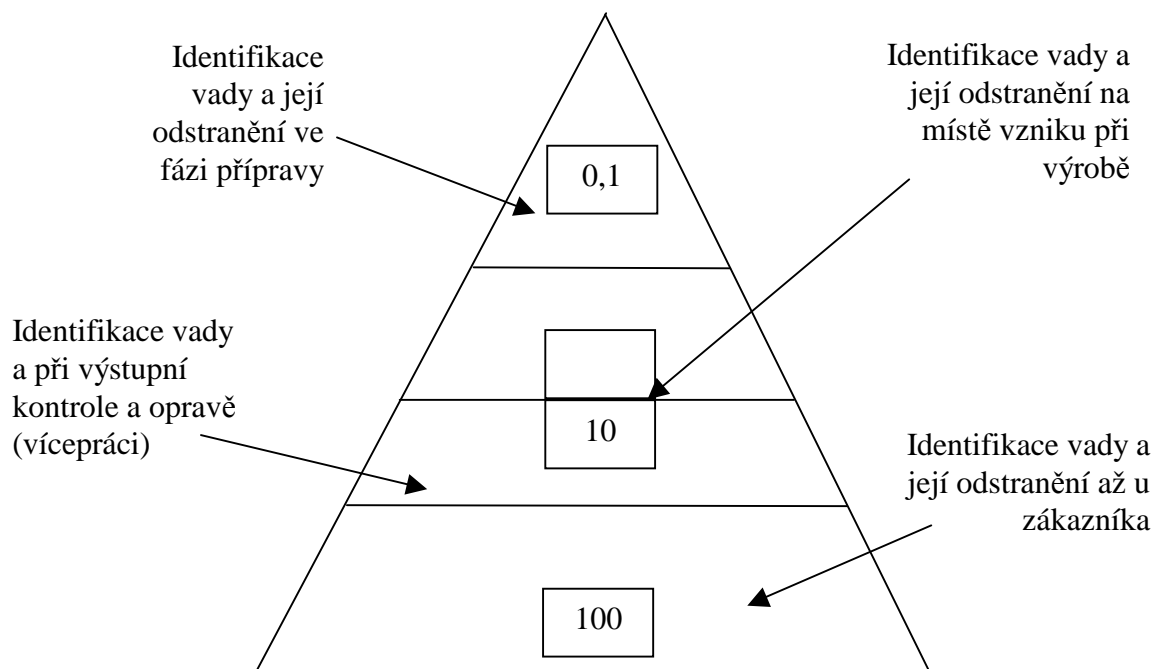 Identifikace
vady a její
odstranění ve
fázi přípravy
Identifikace vady a
její odstranění na
místě vzniku při
výrobě
0,1
Identifikace vady
a při výstupní
kontrole a opravě
(vícepráci)
10
Identifikace vady a
její odstranění až u
zákazníka
100